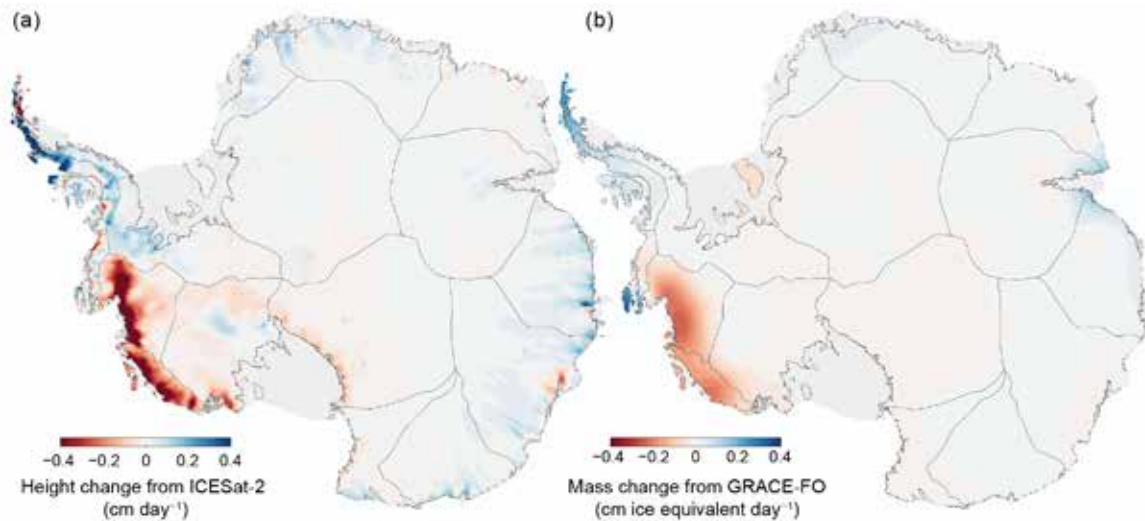 (a)
(b)
−0.4 −0.2 0 0.2 0.4
Height change from ICESat-2
(cm day⁻¹)
−0.4 −0.2 0 0.2 0.4
Mass change from GRACE-FO
(cm ice equivalent day⁻¹)